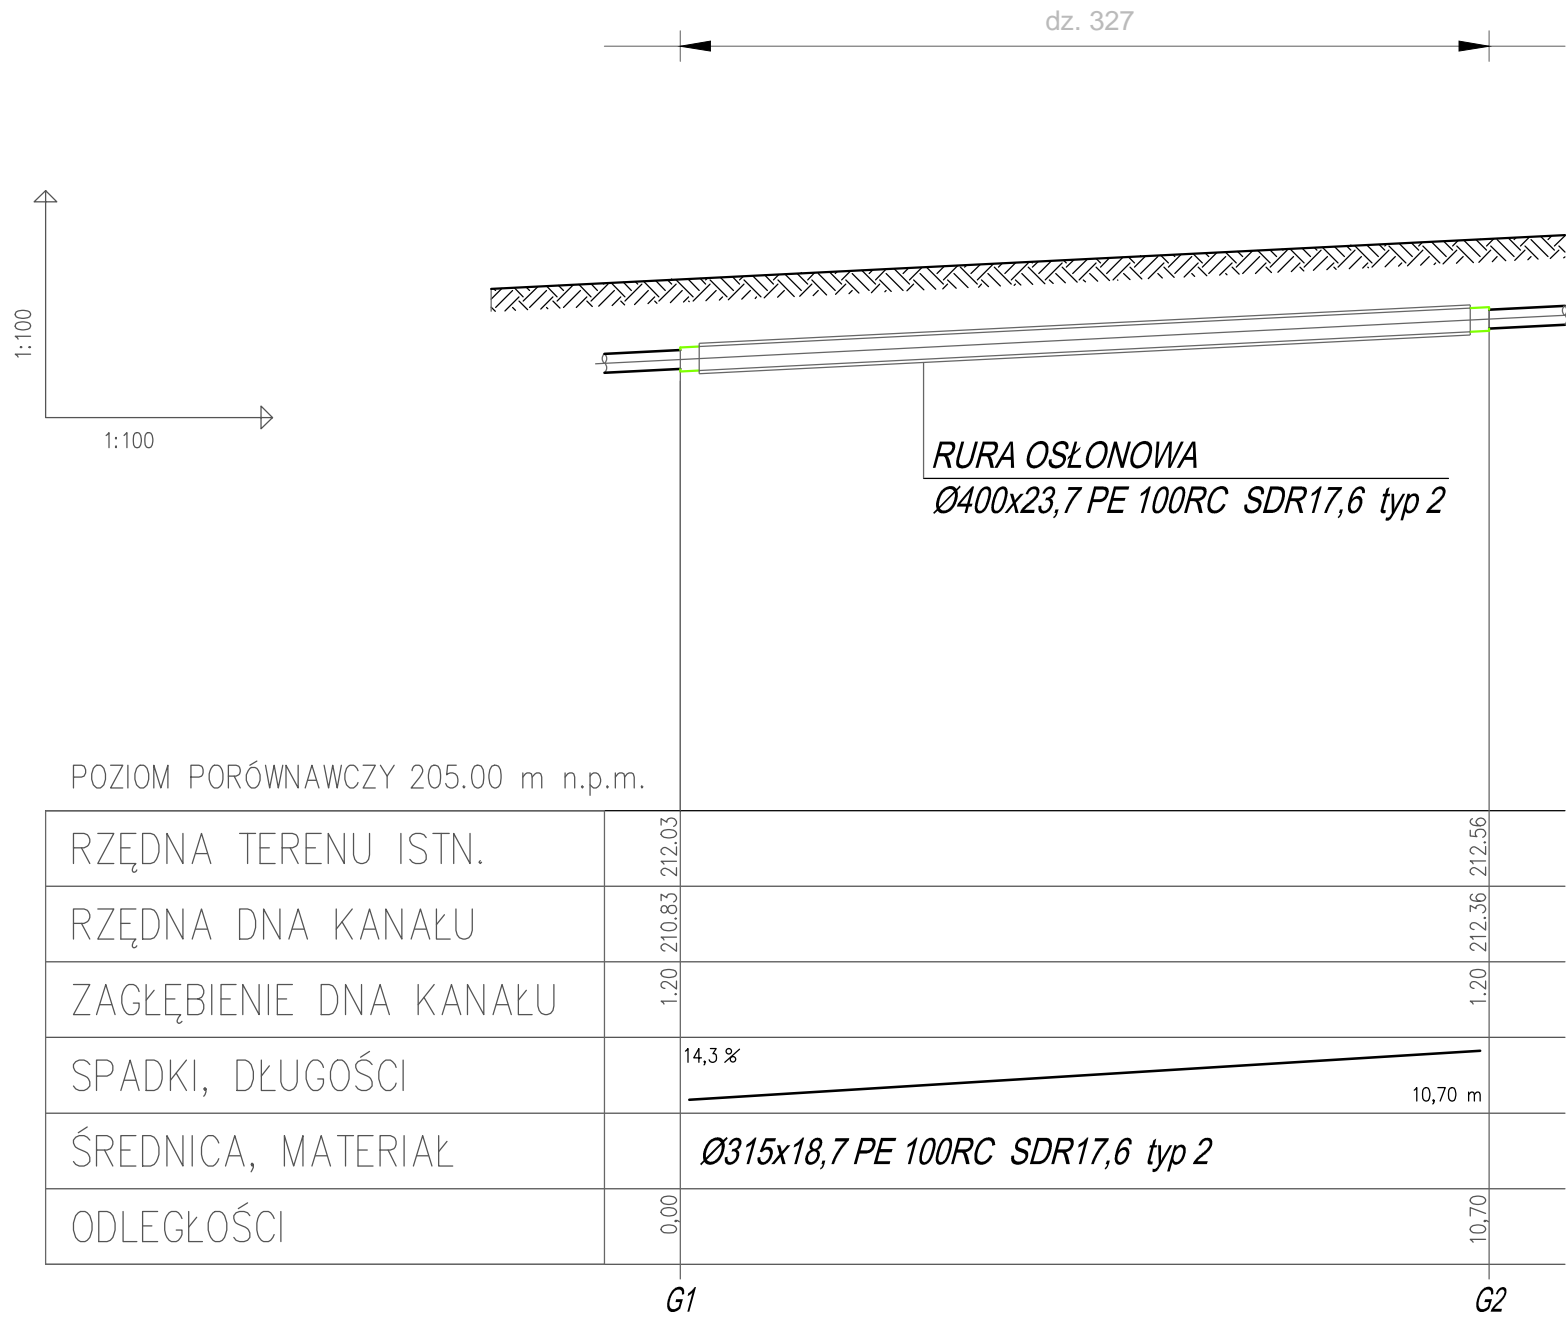 dz. 327
1:100
1:100
RURA OSŁONOWA
Ø400x23,7 PE 100RC SDR17,6 typ 2
POZIOM PORÓWNAWCZY 205.00 m n.p.m.
RZĘDNA TERENU ISTN. 212.03 212.56
RZĘDNA DNA KANAŁU 210.83 212.36
ZAGŁĘBIENIE DNA KANAŁU 1.20 1.20
SPADKI, DŁUGOŚCI 14,3 % 10,70 m
ŚREDNICA, MATERIAŁ Ø315x18,7 PE 100RC SDR17,6 typ 2
ODLEGŁOŚCI 0,00 10,70
G1 G2